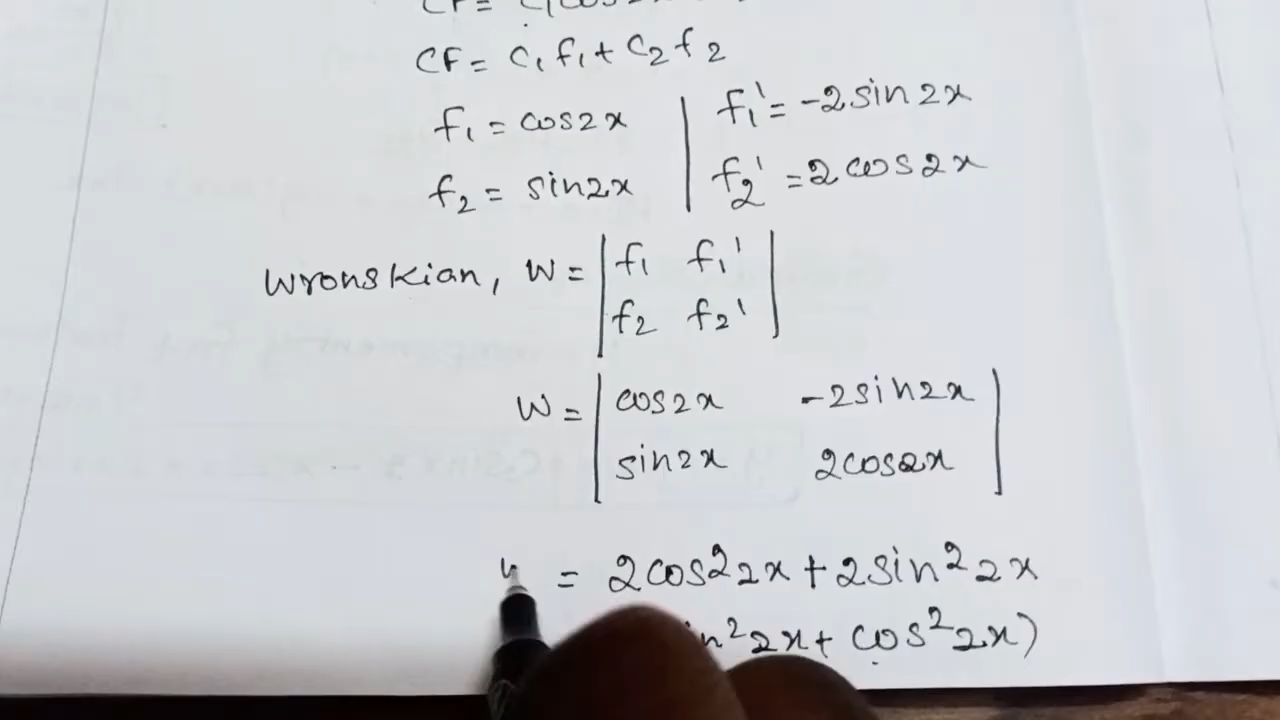 CF = C₁f₁ + C₂f₂
f₁ = cos2x | f₁' = -2sin2x
f₂ = sin2x | f₂' = 2cos2x
Wronskian, W = | f₁ f₁' |
| f₂ f₂' |
W = | cos2x -2sin2x |
| sin2x 2cos2x |
= 2cos²2x + 2sin²2x
2x + cos²2x)